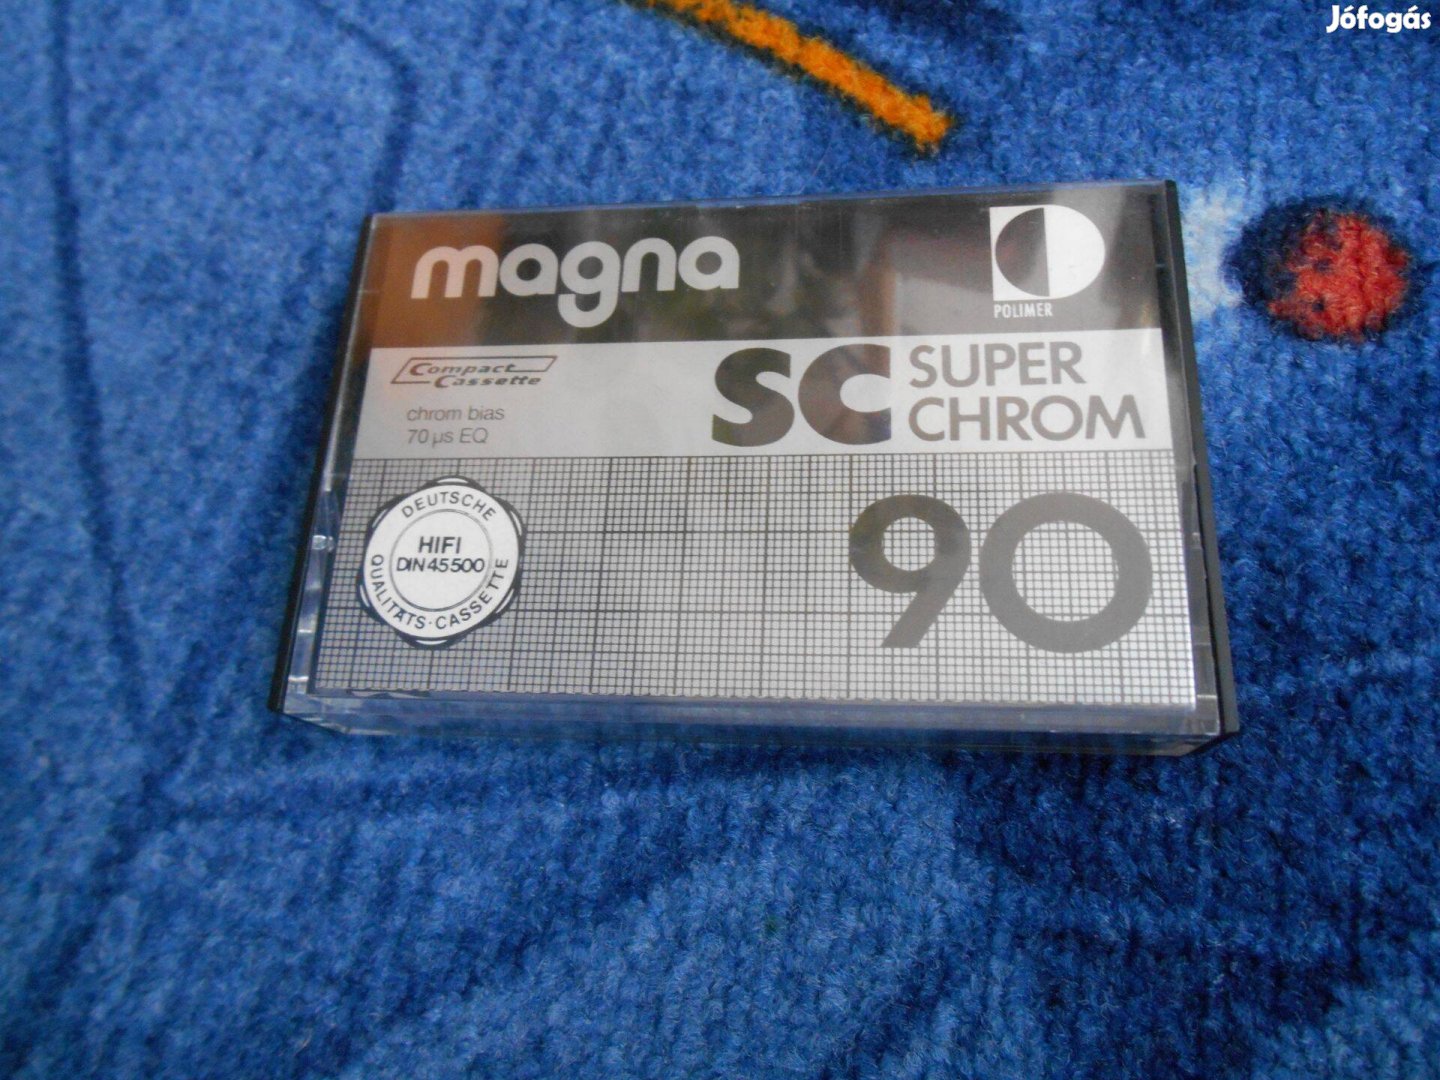 Jófogás
magna
POLIMER
Compact
Cassette
SC SUPER
CHROM
chrom bias
70 µs EQ
90
DEUTSCHE
HIFI
DIN 45500
QUALITÄTS·CASSETTE